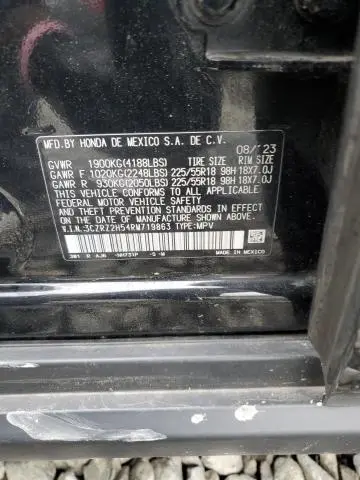 MFD.BY HONDA DE MEXICO S.A. DE C.V. 08/23
GVWR 1900KG(4188LBS) TIRE SIZE RIM SIZE
GAWR F 1020KG(2248LBS) 225/55R18 98H 18X7.0J
GAWR R 930KG(2050LBS) 225/55R18 98H 18X7.0J
THIS VEHICLE CONFORMS TO ALL APPLICABLE
FEDERAL MOTOR VEHICLE SAFETY AND THEFT
PREVENTION STANDARDS IN EFFECT ON THE
DATE OF MANUFACTURE SHOWN ABOVE.
V.I.N.:3CZRZ2H54RM719863 TYPE:MPV
301 R AJ6 -NH731P -S -M MADE IN MEXICO